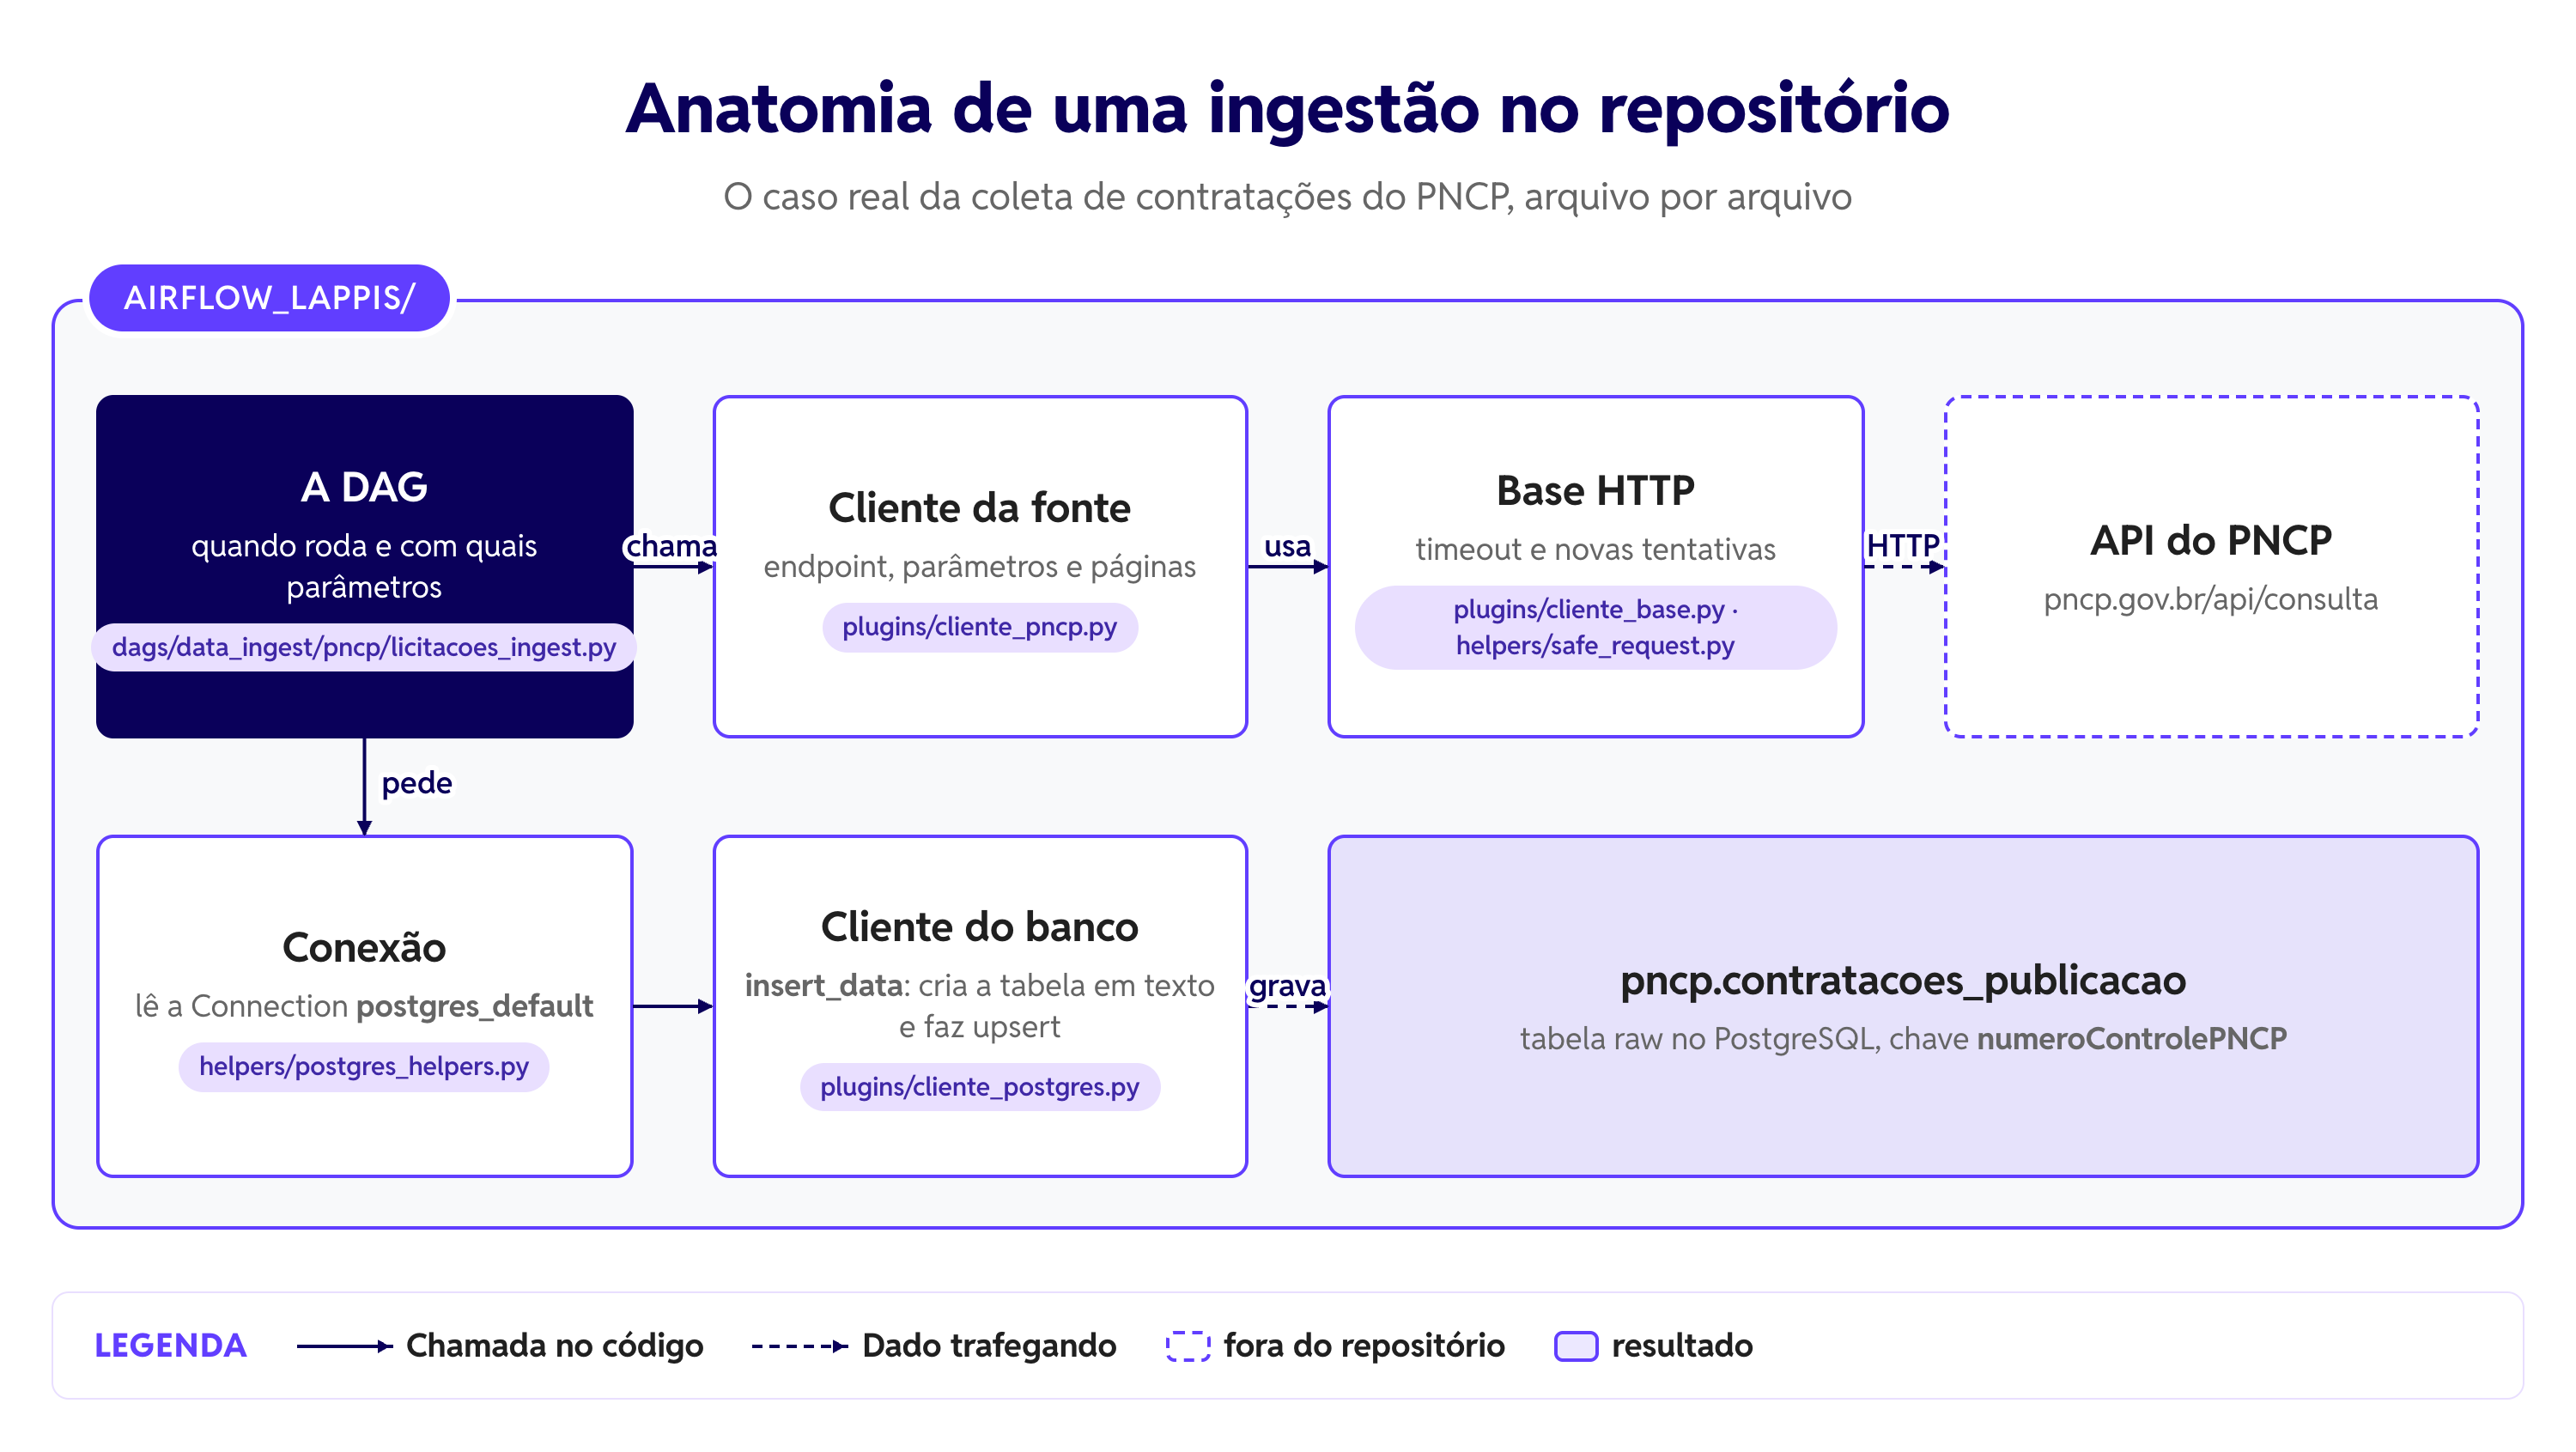 Anatomia de uma ingestão no repositório
O caso real da coleta de contratações do PNCP, arquivo por arquivo
AIRFLOW_LAPPIS/
A DAG
quando roda e com quais
parâmetros
dags/data_ingest/pncp/licitacoes_ingest.py
chama
Cliente da fonte
endpoint, parâmetros e páginas
plugins/cliente_pncp.py
usa
Base HTTP
timeout e novas tentativas
plugins/cliente_base.py ·
helpers/safe_request.py
HTTP
API do PNCP
pncp.gov.br/api/consulta
pede
Conexão
lê a Connection postgres_default
helpers/postgres_helpers.py
Cliente do banco
insert_data: cria a tabela em texto
e faz upsert
plugins/cliente_postgres.py
grava
pncp.contratacoes_publicacao
tabela raw no PostgreSQL, chave numeroControlePNCP
LEGENDA
Chamada no código
Dado trafegando
fora do repositório
resultado